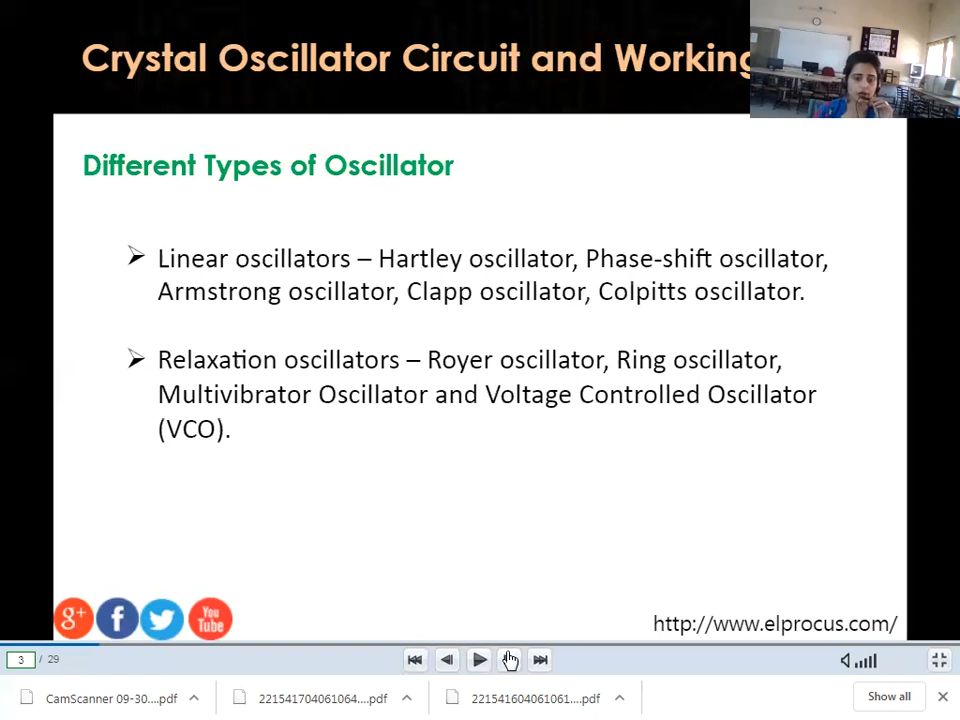 Crystal Oscillator Circuit and Working
Different Types of Oscillator
➢ Linear oscillators – Hartley oscillator, Phase-shift oscillator,
Armstrong oscillator, Clapp oscillator, Colpitts oscillator.
➢ Relaxation oscillators – Royer oscillator, Ring oscillator,
Multivibrator Oscillator and Voltage Controlled Oscillator
(VCO).
g+ f You Tube
http://www.elprocus.com/
3 / 29
CamScanner 09-30....pdf
221541704061064....pdf
221541604061061....pdf
Show all